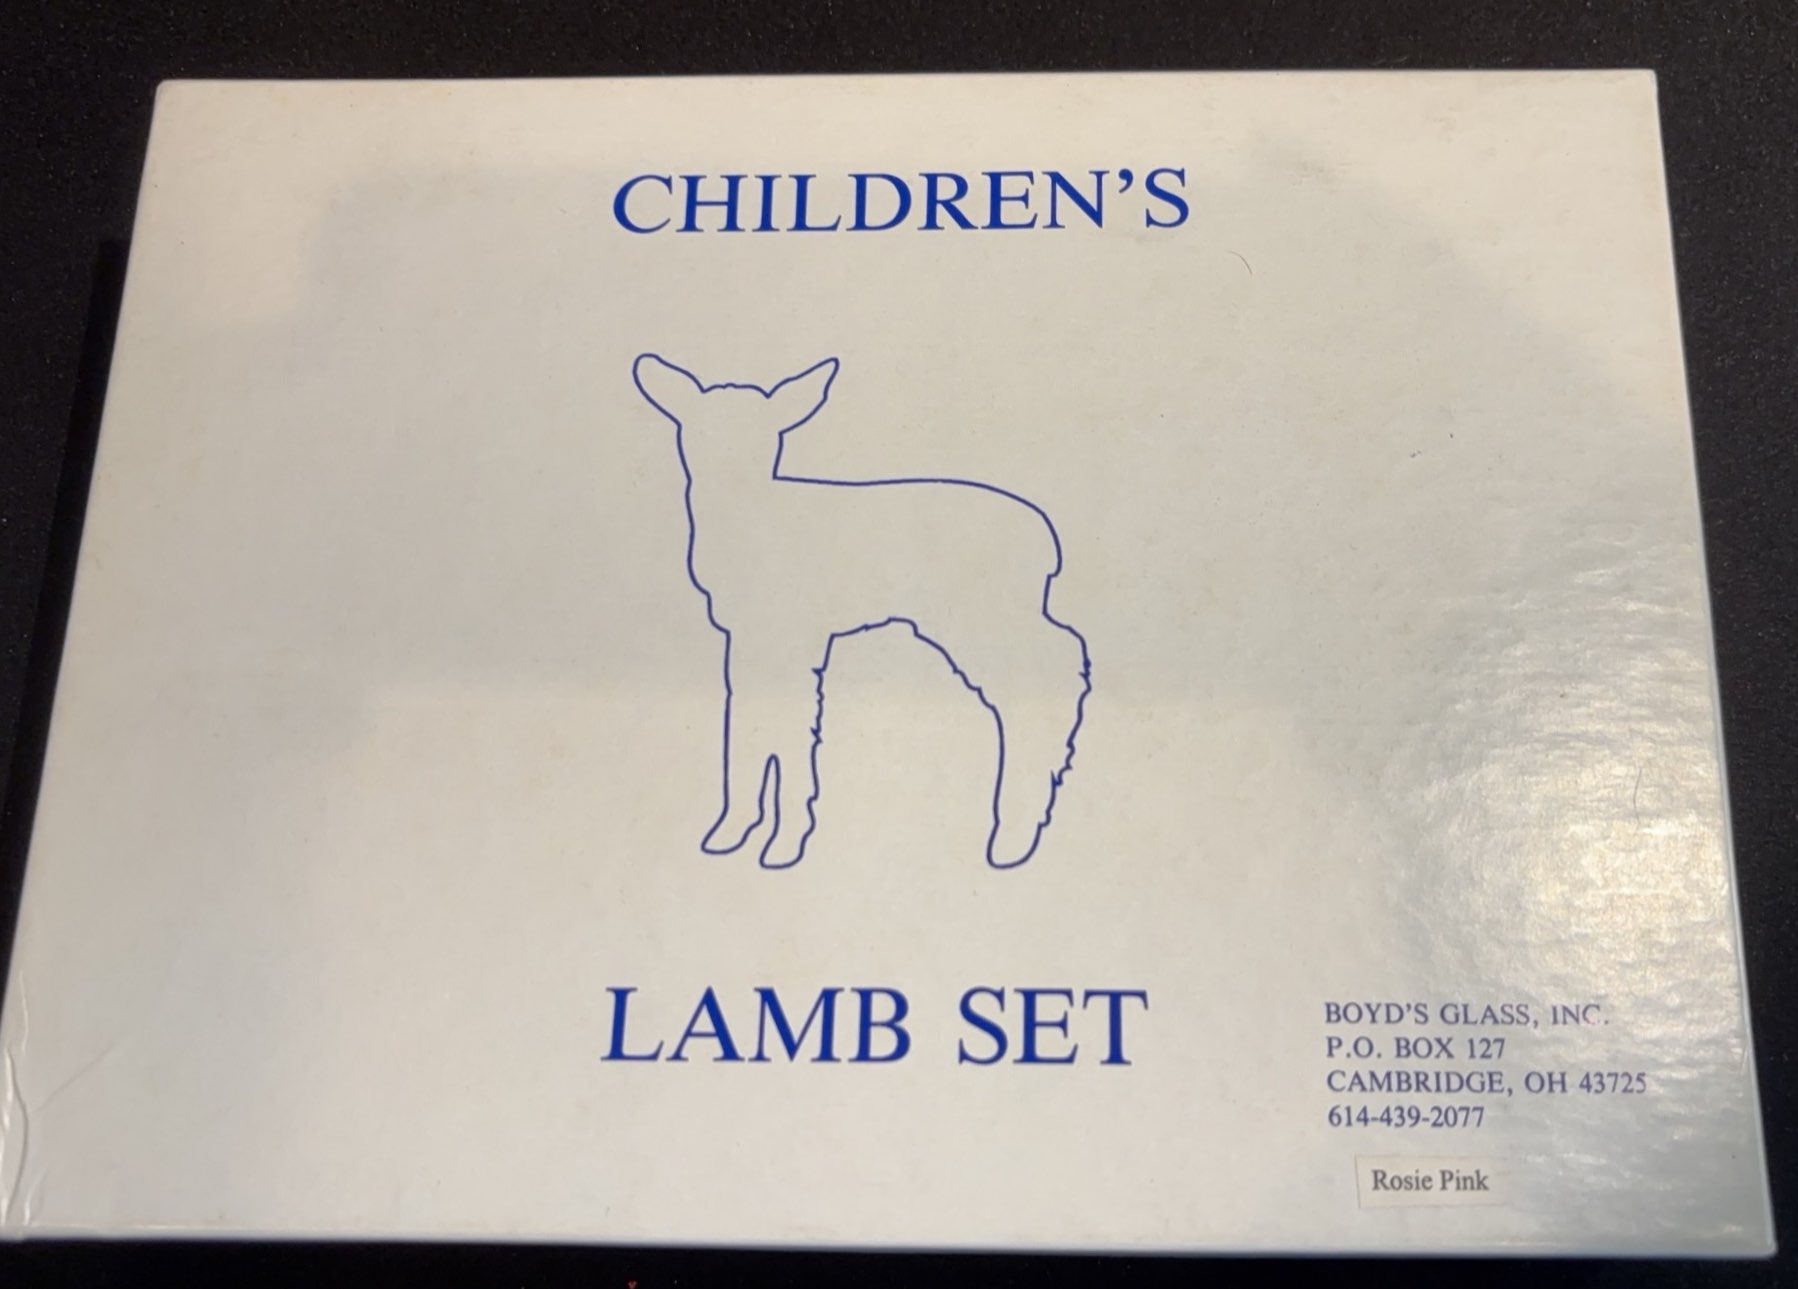 CHILDREN'S
LAMB SET
BOYD'S GLASS, INC.
P.O. BOX 127
CAMBRIDGE, OH 43725
614-439-2077
Rosie Pink